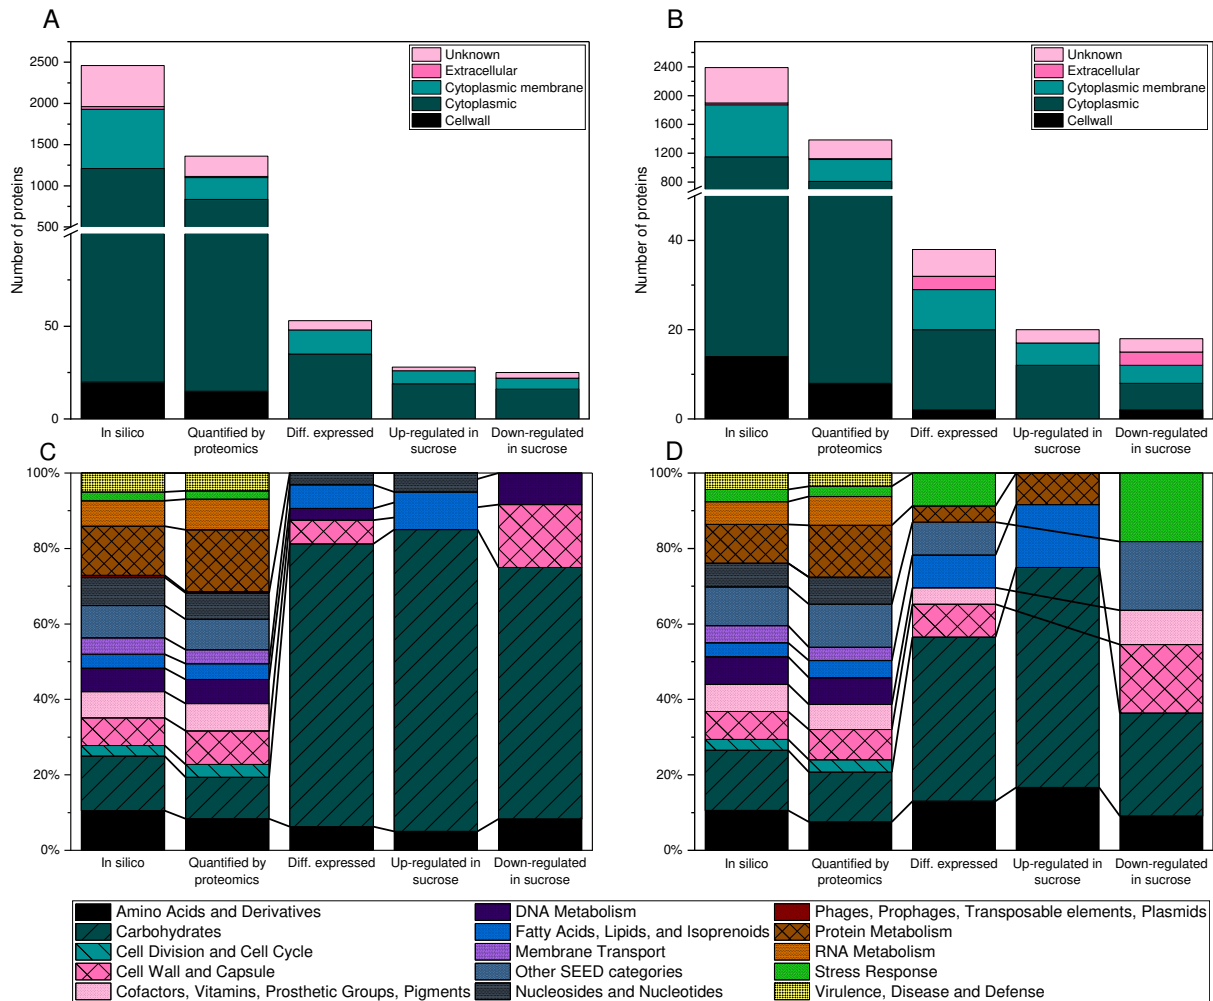 A
Number of proteins
2500
2000
1500
1000
500
50
0
Unknown
Extracellular
Cytoplasmic membrane
Cytoplasmic
Cellwall
In silico
Quantified by
proteomics
Diff. expressed
Up-regulated in
sucrose
Down-regulated
in sucrose
B
Number of proteins
2400
2000
1600
1200
800
40
20
0
Unknown
Extracellular
Cytoplasmic membrane
Cytoplasmic
Cellwall
In silico
Quantified by
proteomics
Diff. expressed
Up-regulated in
sucrose
Down-regulated
in sucrose
C
100%
80%
60%
40%
20%
0%
In silico
Quantified by
proteomics
Diff. expressed
Up-regulated in
sucrose
Down-regulated
in sucrose
D
100%
80%
60%
40%
20%
0%
In silico
Quantified by
proteomics
Diff. expressed
Up-regulated in
sucrose
Down-regulated
in sucrose
Amino Acids and Derivatives
Carbohydrates
Cell Division and Cell Cycle
Cell Wall and Capsule
Cofactors, Vitamins, Prosthetic Groups, Pigments
DNA Metabolism
Fatty Acids, Lipids, and Isoprenoids
Membrane Transport
Other SEED categories
Nucleosides and Nucleotides
Phages, Prophages, Transposable elements, Plasmids
Protein Metabolism
RNA Metabolism
Stress Response
Virulence, Disease and Defense